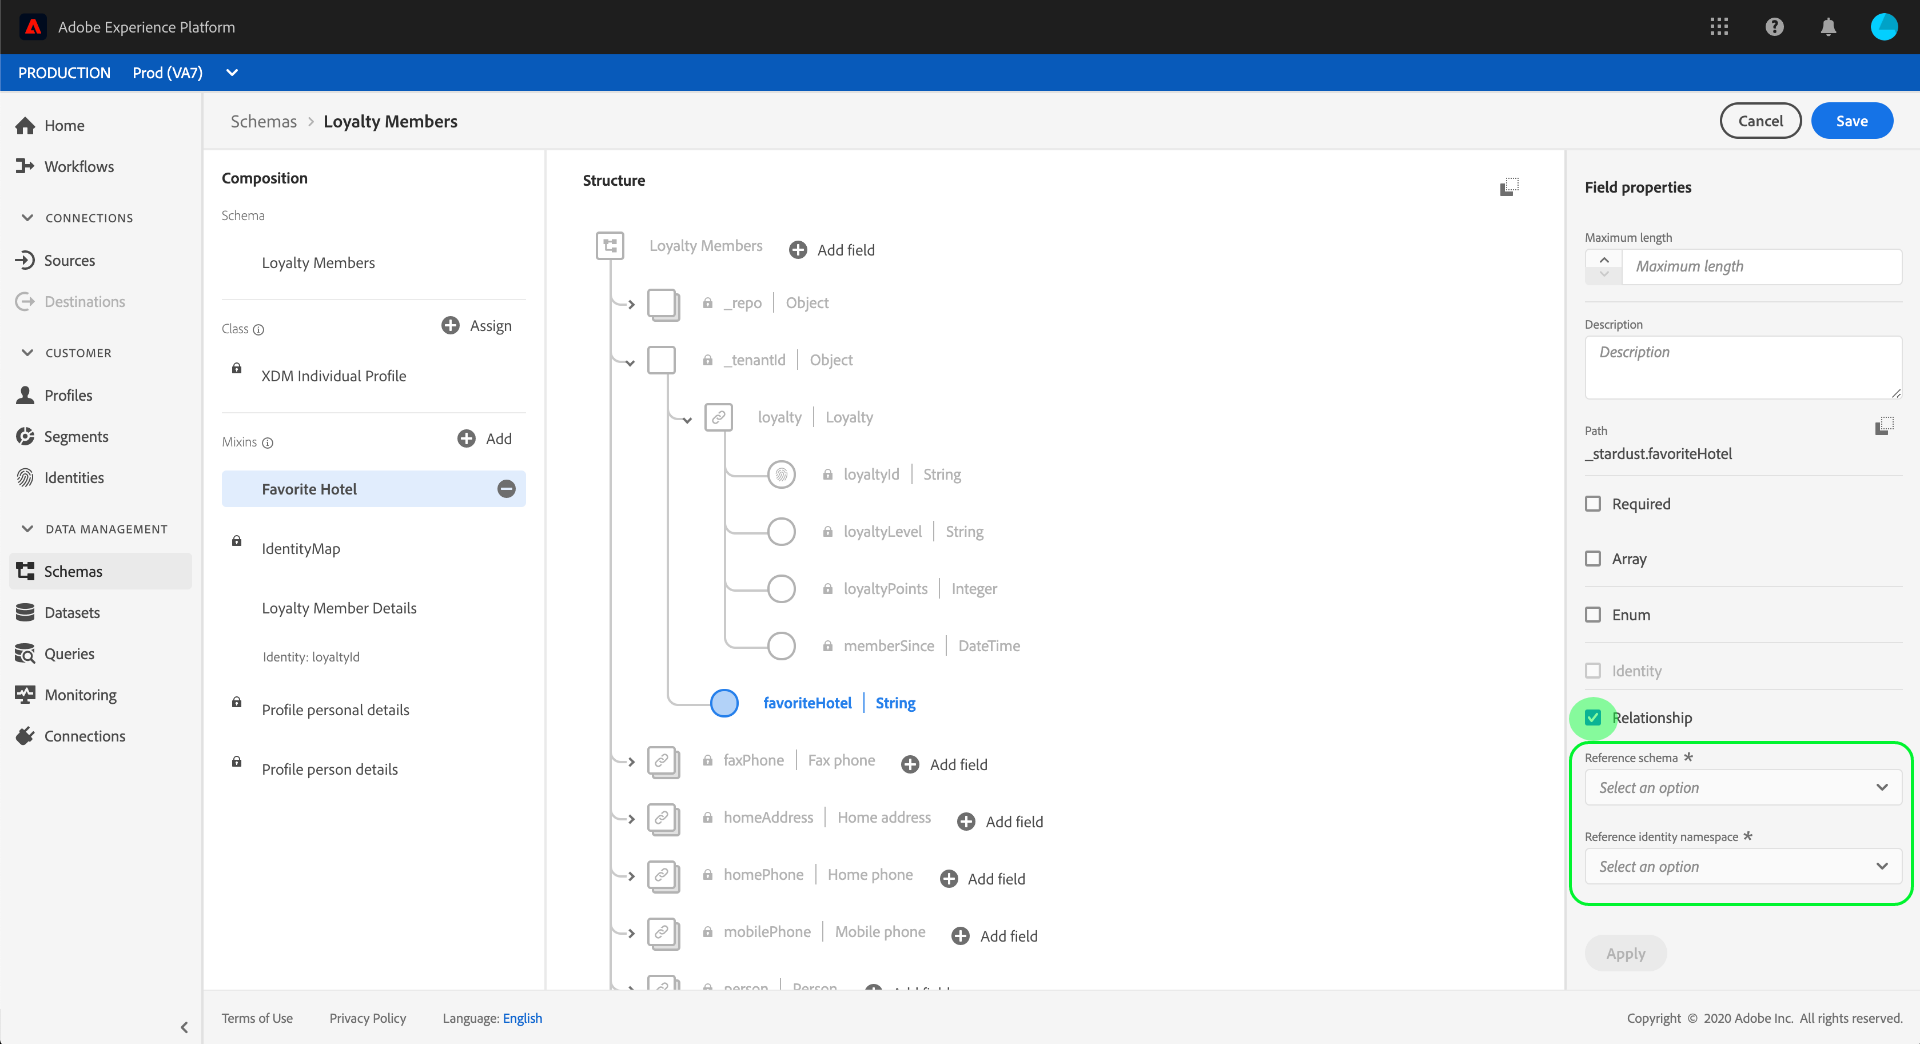 Adobe Experience Platform
PRODUCTION Prod (VA7)
Home
Workflows
CONNECTIONS
Sources
Destinations
CUSTOMER
Profiles
Segments
Identities
DATA MANAGEMENT
Schemas
Datasets
Queries
Monitoring
Connections
Schemas > Loyalty Members
Cancel
Save
Composition
Schema
Loyalty Members
Class
Assign
XDM Individual Profile
Mixins
Add
Favorite Hotel
IdentityMap
Loyalty Member Details
Identity: loyaltyId
Profile personal details
Profile person details
Structure
Loyalty Members Add field
_repo | Object
_tenantId | Object
loyalty | Loyalty
loyaltyId | String
loyaltyLevel | String
loyaltyPoints | Integer
memberSince | DateTime
favoriteHotel | String
faxPhone | Fax phone Add field
homeAddress | Home address Add field
homePhone | Home phone Add field
mobilePhone | Mobile phone Add field
person | Person Add field
Field properties
Maximum length
Maximum length
Description
Description
Path
_stardust.favoriteHotel
Required
Array
Enum
Identity
Relationship
Reference schema *
Select an option
Reference identity namespace *
Select an option
Apply
Terms of Use Privacy Policy Language: English
Copyright © 2020 Adobe Inc. All rights reserved.